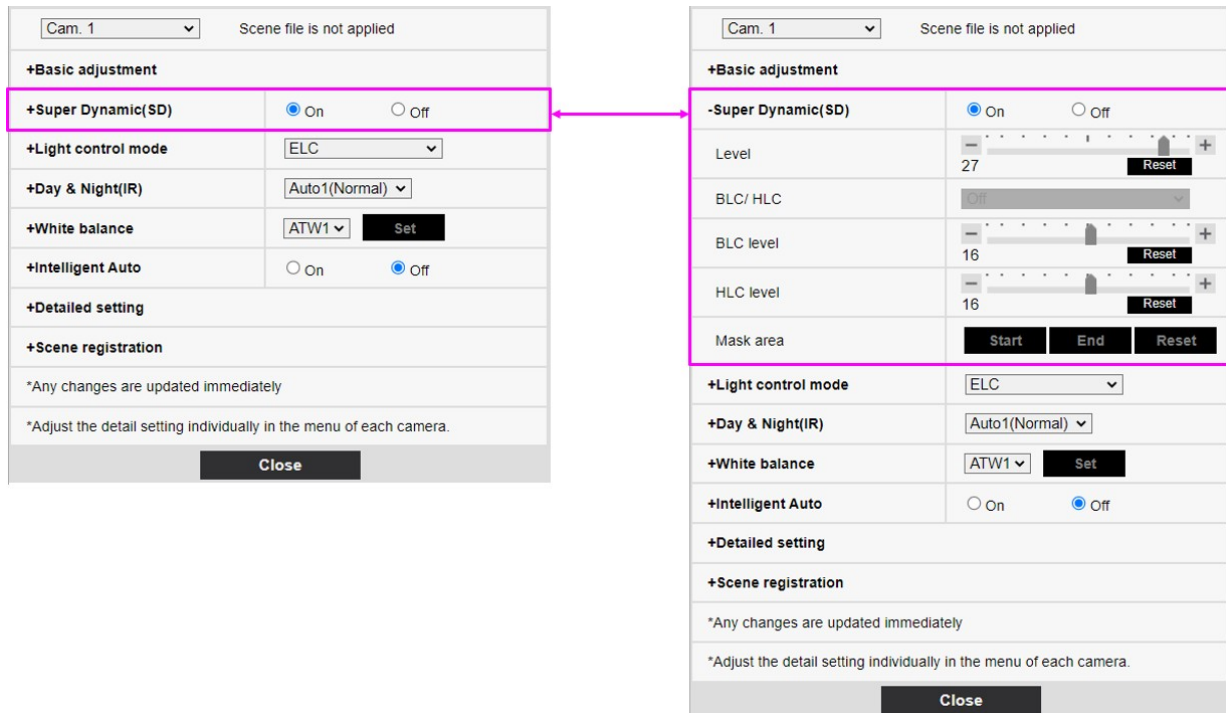 Cam. 1 Scene file is not applied
+Basic adjustment
+Super Dynamic(SD) On Off
+Light control mode ELC
+Day & Night(IR) Auto1(Normal)
+White balance ATW1 Set
+Intelligent Auto On Off
+Detailed setting
+Scene registration
*Any changes are updated immediately
*Adjust the detail setting individually in the menu of each camera.
Close
Cam. 1 Scene file is not applied
+Basic adjustment
-Super Dynamic(SD) On Off
Level - +
27 Reset
BLC/ HLC Off
BLC level - +
16 Reset
HLC level - +
16 Reset
Mask area Start End Reset
+Light control mode ELC
+Day & Night(IR) Auto1(Normal)
+White balance ATW1 Set
+Intelligent Auto On Off
+Detailed setting
+Scene registration
*Any changes are updated immediately
*Adjust the detail setting individually in the menu of each camera.
Close